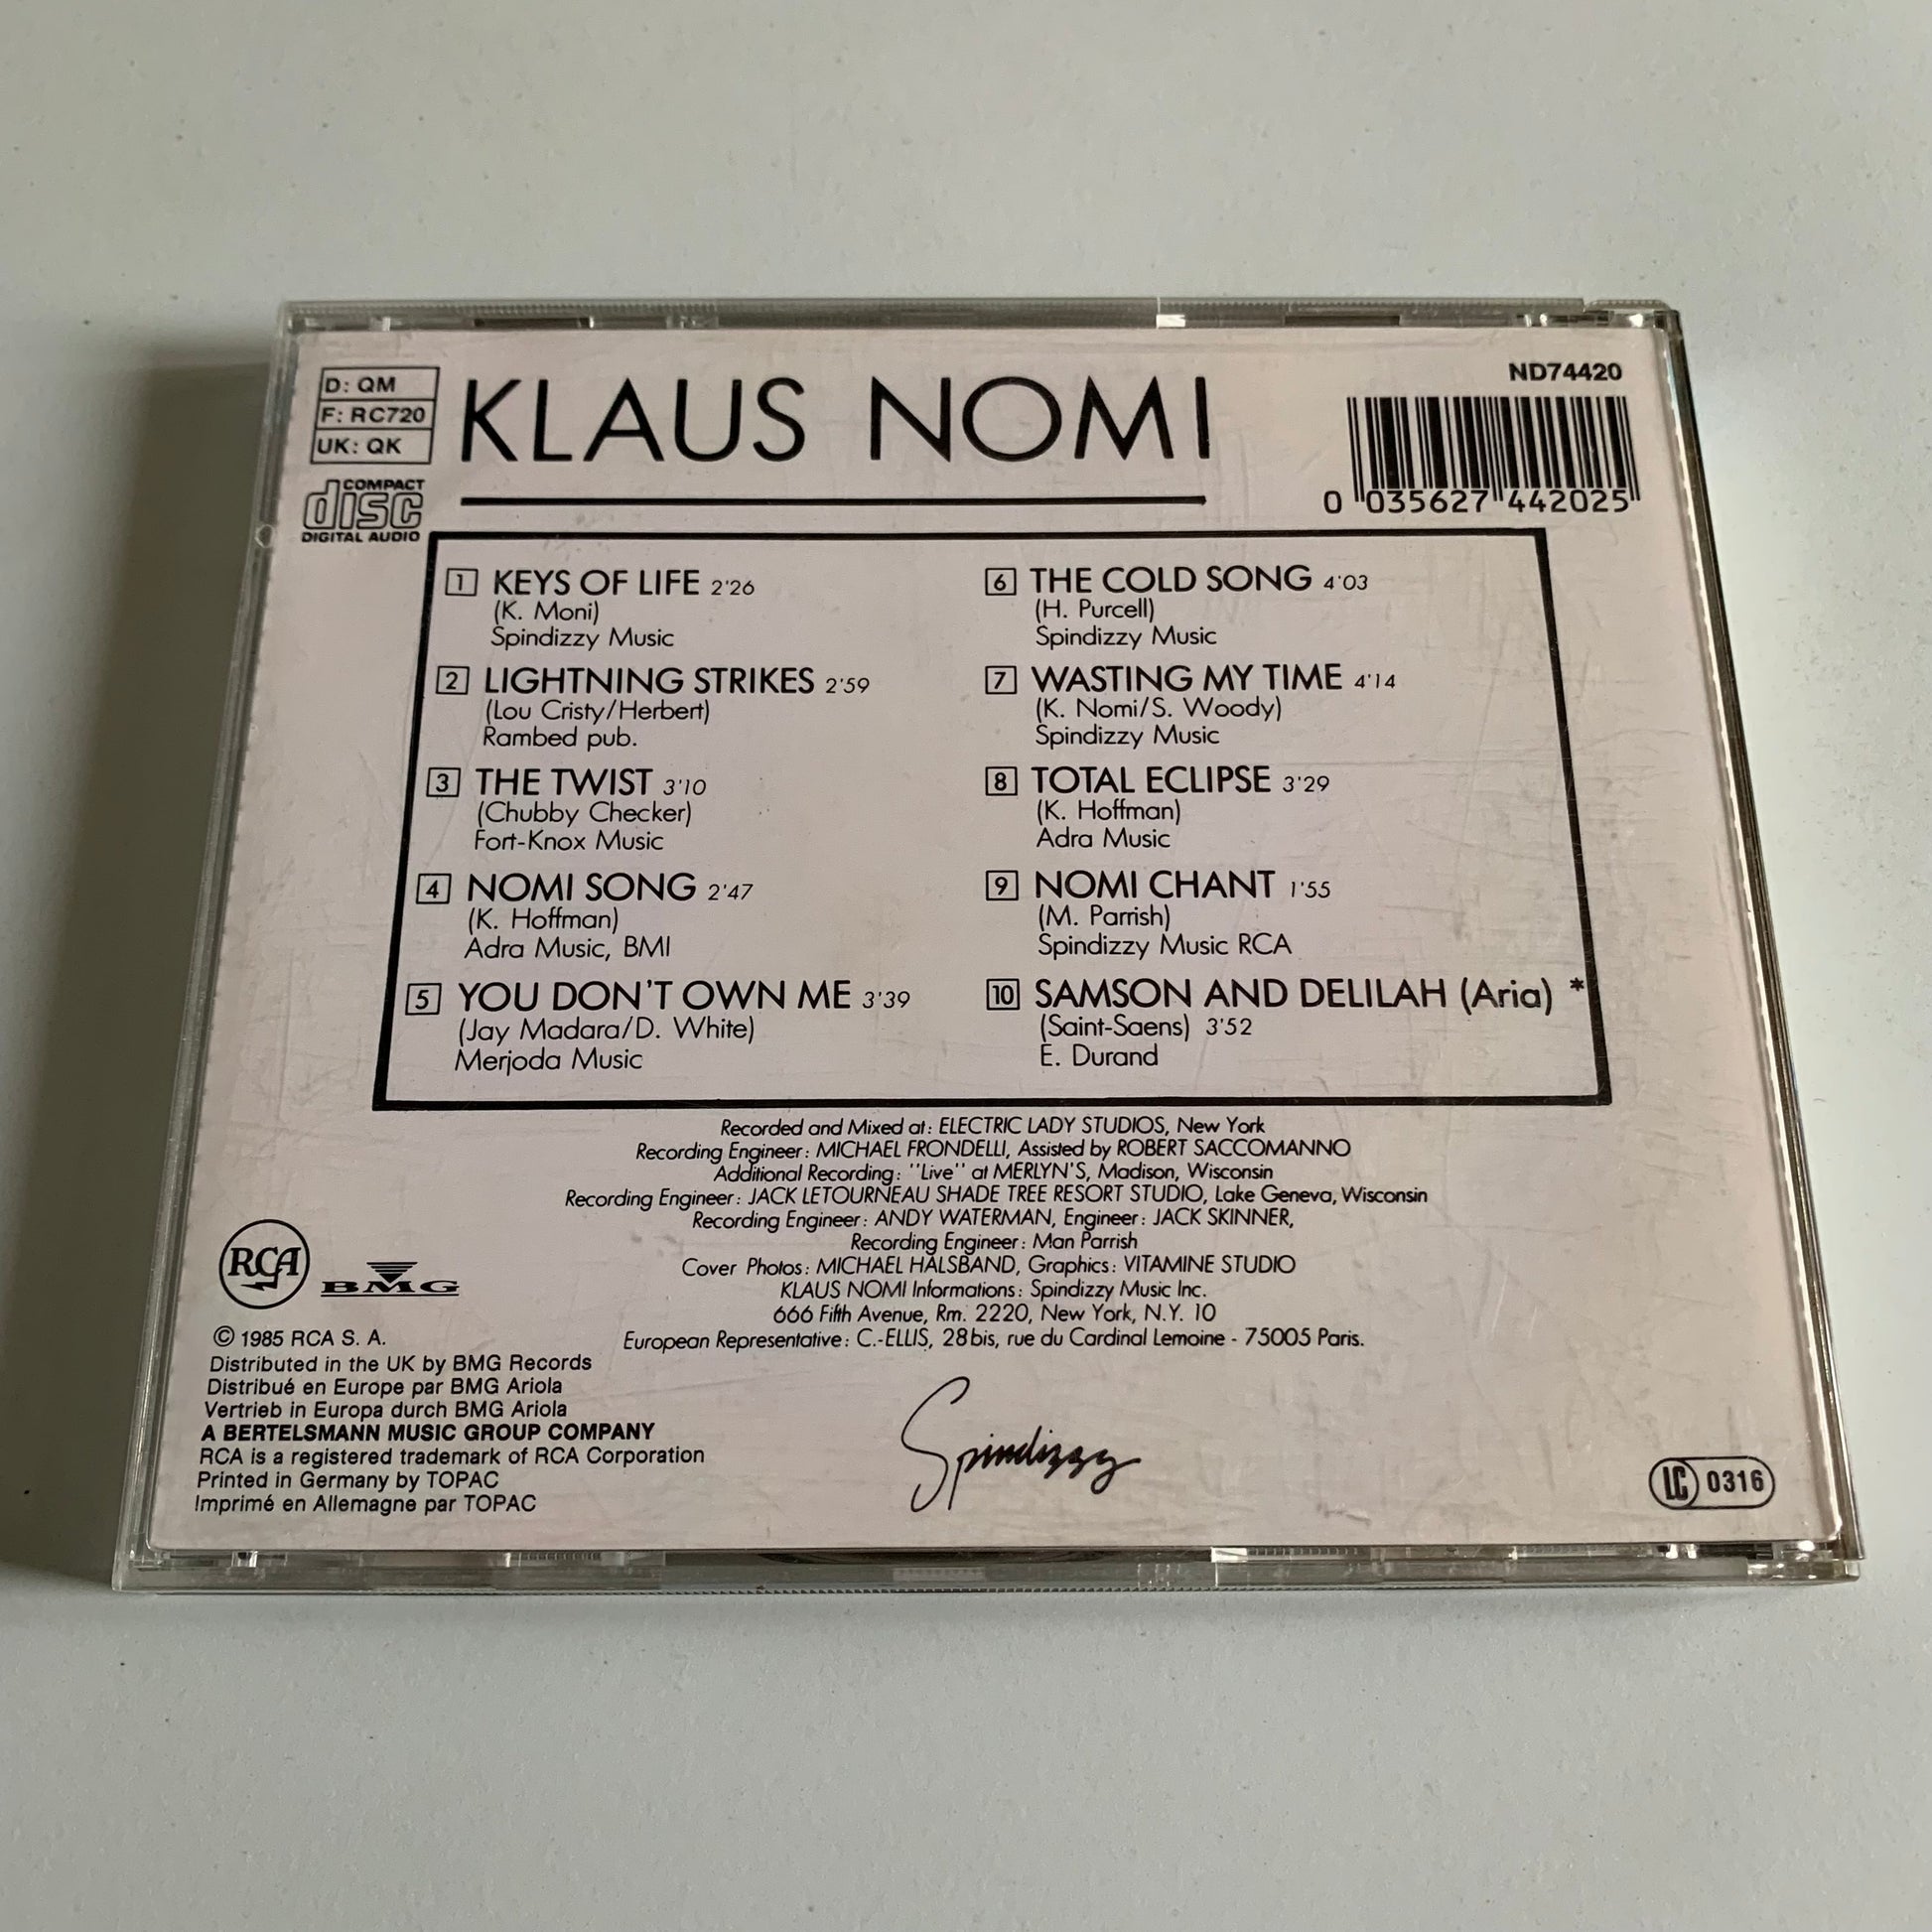 D: QM
F: RC720
UK: QK
KLAUS NOMI
ND74420
0 035627 442025
COMPACT
disc
DIGITAL AUDIO
1 KEYS OF LIFE 2'26
(K. Moni)
Spindizzy Music
2 LIGHTNING STRIKES 2'59
(Lou Cristy/Herbert)
Rambed pub.
3 THE TWIST 3'10
(Chubby Checker)
Fort-Knox Music
4 NOMI SONG 2'47
(K. Hoffman)
Adra Music, BMI
5 YOU DON'T OWN ME 3'39
(Jay Madara/D. White)
Merjoda Music
6 THE COLD SONG 4'03
(H. Purcell)
Spindizzy Music
7 WASTING MY TIME 4'14
(K. Nomi/S. Woody)
Spindizzy Music
8 TOTAL ECLIPSE 3'29
(K. Hoffman)
Adra Music
9 NOMI CHANT 1'55
(M. Parrish)
Spindizzy Music RCA
10 SAMSON AND DELILAH (Aria) *
(Saint-Saens) 3'52
E. Durand
Recorded and Mixed at: ELECTRIC LADY STUDIOS, New York
Recording Engineer: MICHAEL FRONDELLI, Assisted by ROBERT SACCOMANNO
Additional Recording: "Live" at MERLYN'S, Madison, Wisconsin
Recording Engineer: JACK LETOURNEAU SHADE TREE RESORT STUDIO, Lake Geneva, Wisconsin
Recording Engineer: ANDY WATERMAN, Engineer: JACK SKINNER,
Recording Engineer: Man Parrish
Cover Photos: MICHAEL HALSBAND, Graphics: VITAMINE STUDIO
KLAUS NOMI Informations: Spindizzy Music Inc.
666 Fifth Avenue, Rm. 2220, New York, N.Y. 10
European Representative: C.-ELLIS, 28 bis, rue du Cardinal Lemoine - 75005 Paris.
RCA
BMG
© 1985 RCA S. A.
Distributed in the UK by BMG Records
Distribué en Europe par BMG Ariola
Vertrieb in Europa durch BMG Ariola
A BERTELSMANN MUSIC GROUP COMPANY
RCA is a registered trademark of RCA Corporation
Printed in Germany by TOPAC
Imprimé en Allemagne par TOPAC
Spindizzy
LC 0316